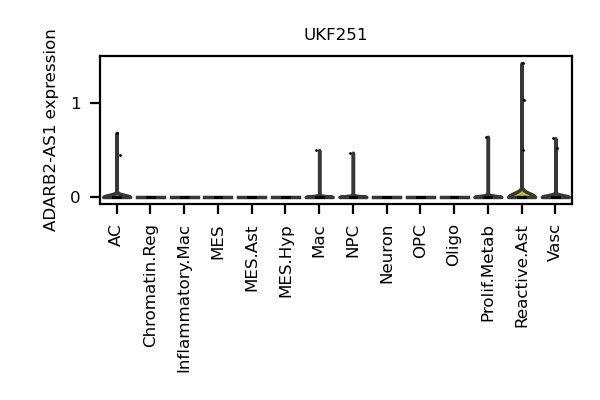 UKF251
ADARB2-AS1 expression
1
0
AC
Chromatin.Reg
Inflammatory.Mac
MES
MES.Ast
MES.Hyp
Mac
NPC
Neuron
OPC
Oligo
Prolif.Metab
Reactive.Ast
Vasc